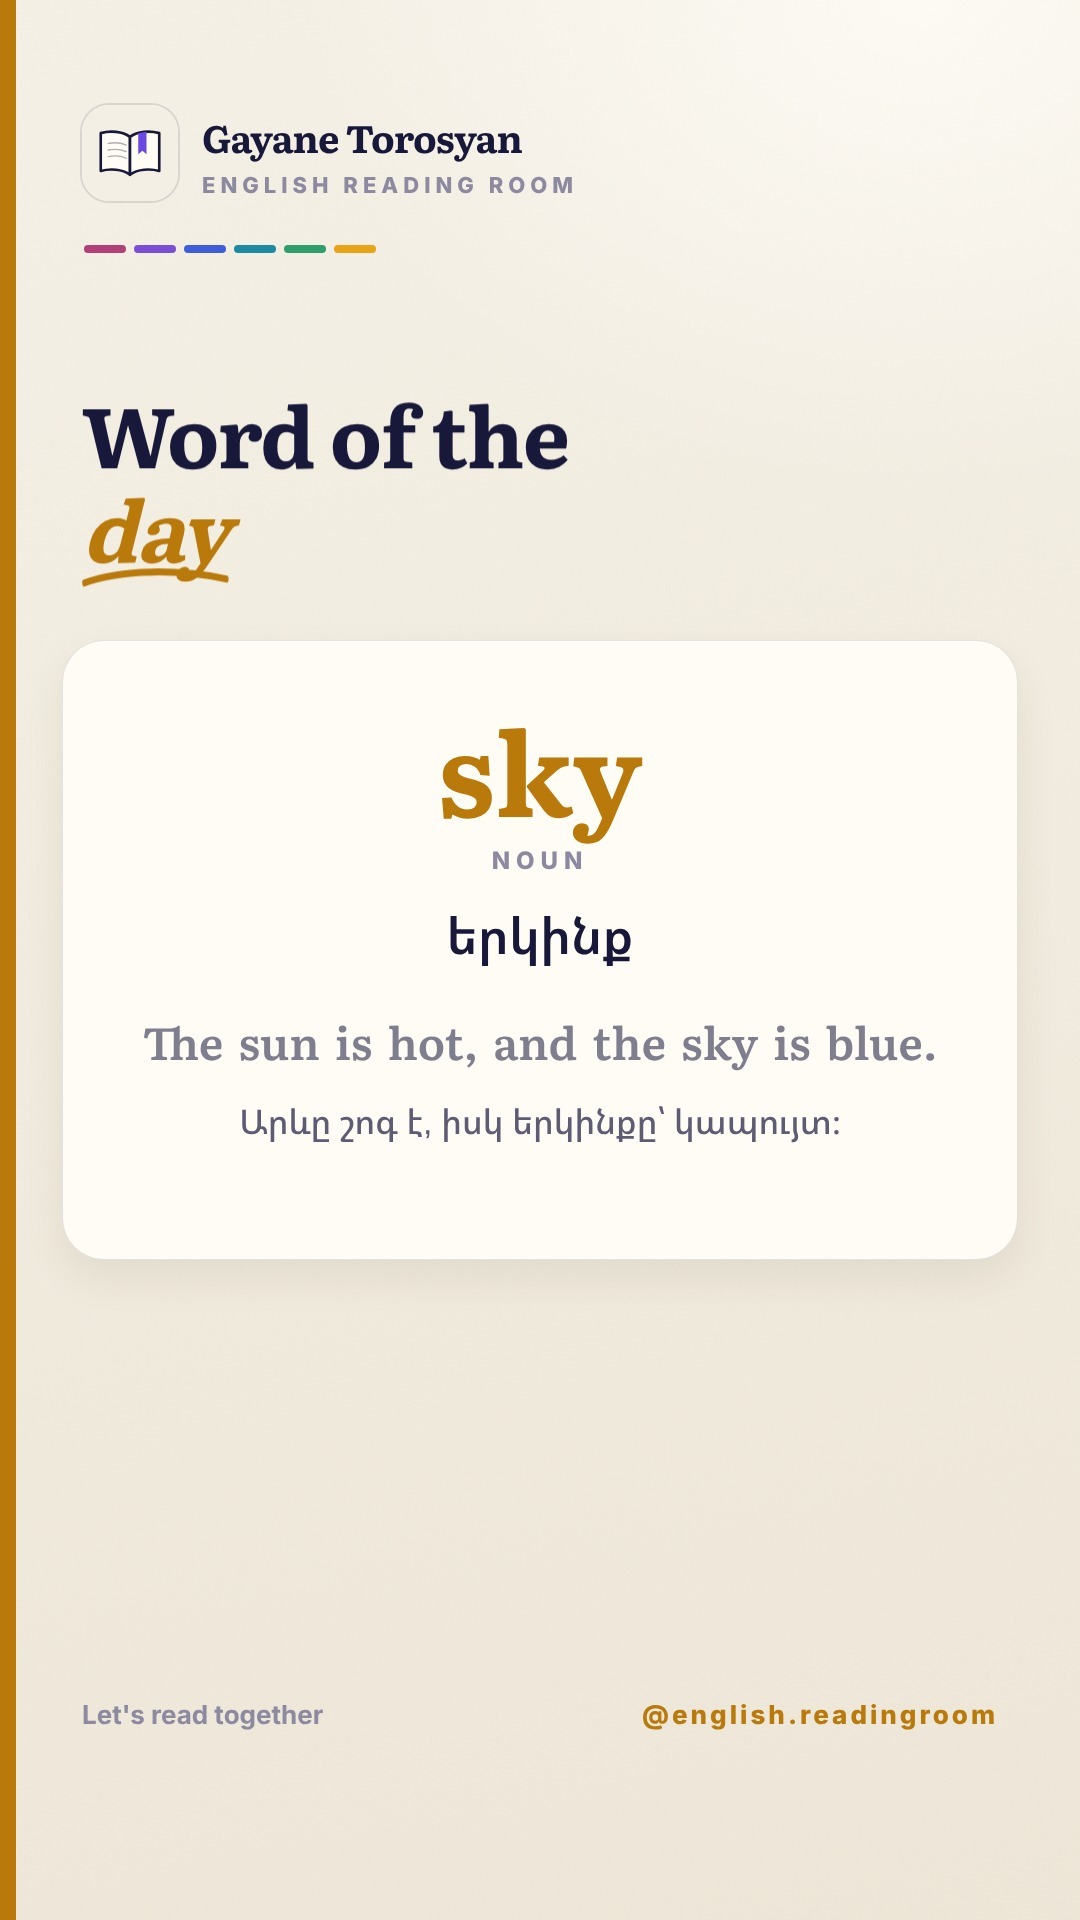 Gayane Torosyan
ENGLISH READING ROOM
Word of the
day
sky
NOUN
երկինք
The sun is hot, and the sky is blue.
Արևը շոգ է, իսկ երկինքը՝ կապույտ:
Let's read together
@english.readingroom